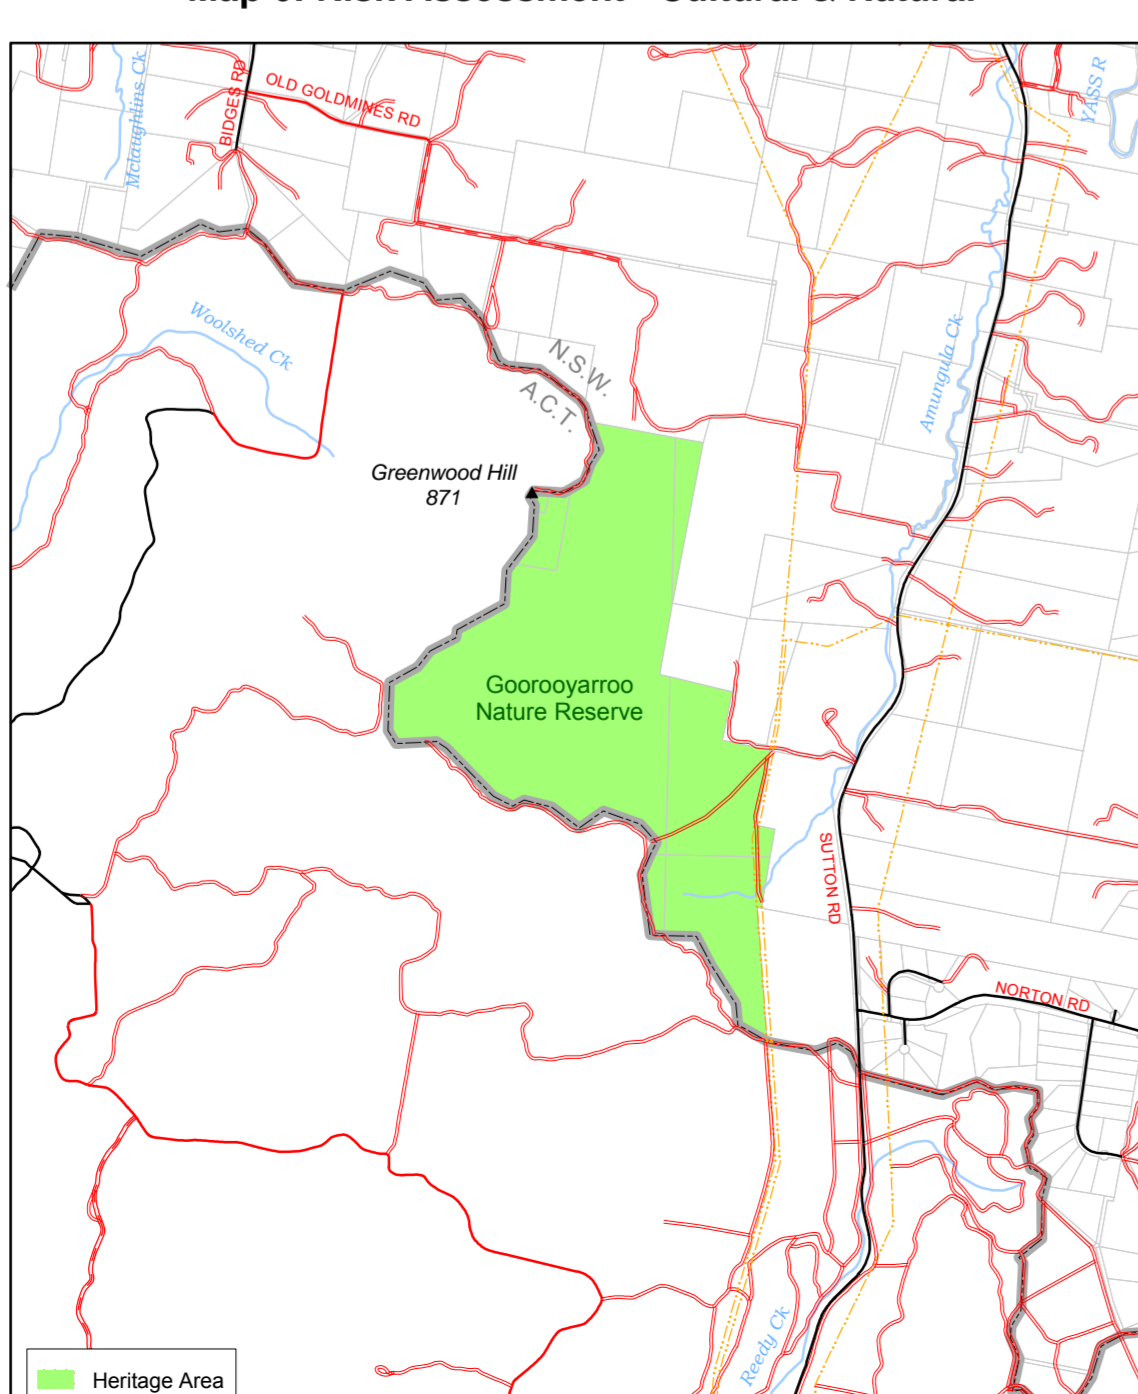 Mclaughlins Ck
BIDGES RD
OLD GOLDMINES RD
YASS R
Woolshed Ck
N.S.W.
A.C.T.
Amungula Ck
Greenwood Hill
871
Goorooyarroo
Nature Reserve
SUTTON RD
NORTON RD
Reedy Ck
Heritage Area